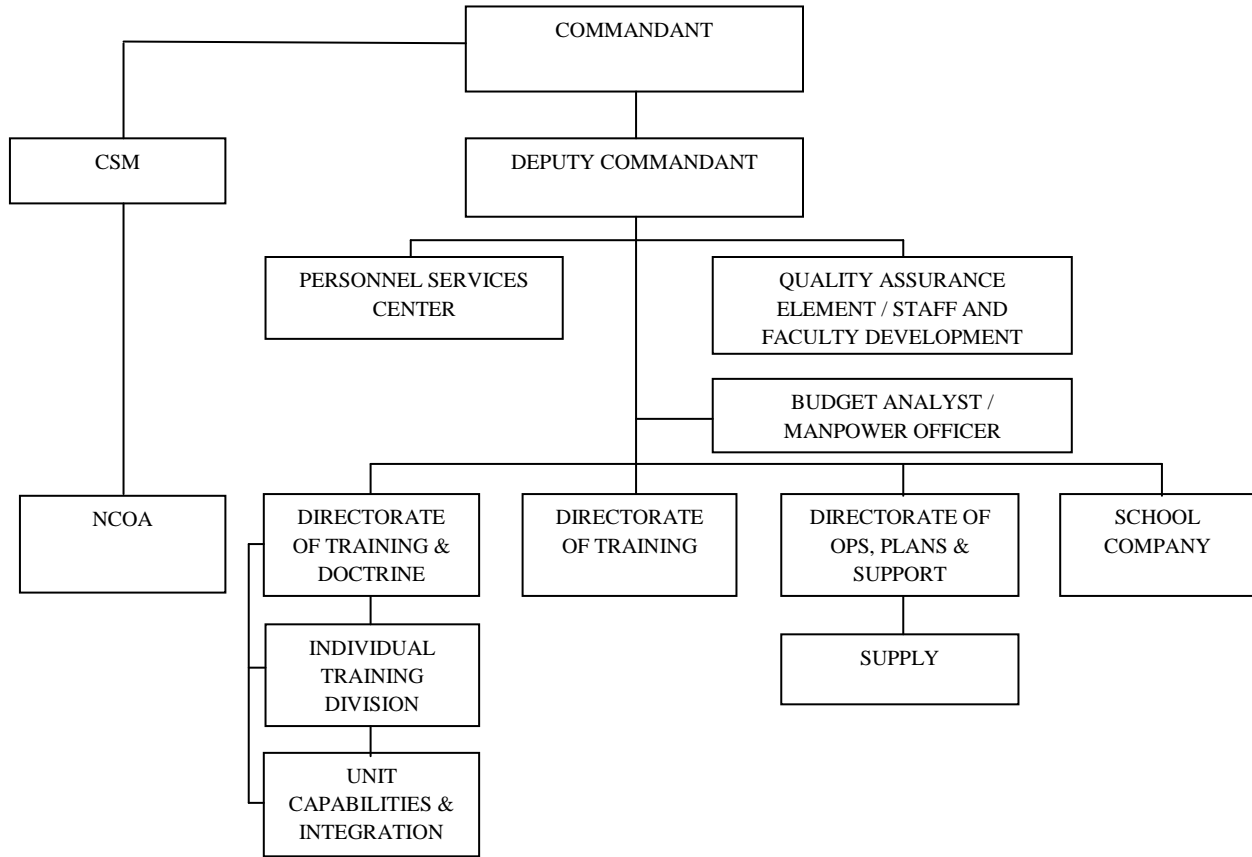 COMMANDANT
CSM
DEPUTY COMMANDANT
PERSONNEL SERVICES
CENTER
QUALITY ASSURANCE
ELEMENT / STAFF AND
FACULTY DEVELOPMENT
BUDGET ANALYST /
MANPOWER OFFICER
NCOA
DIRECTORATE
OF TRAINING &
DOCTRINE
DIRECTORATE
OF TRAINING
DIRECTORATE OF
OPS, PLANS &
SUPPORT
SCHOOL
COMPANY
INDIVIDUAL
TRAINING
DIVISION
SUPPLY
UNIT
CAPABILITIES &
INTEGRATION